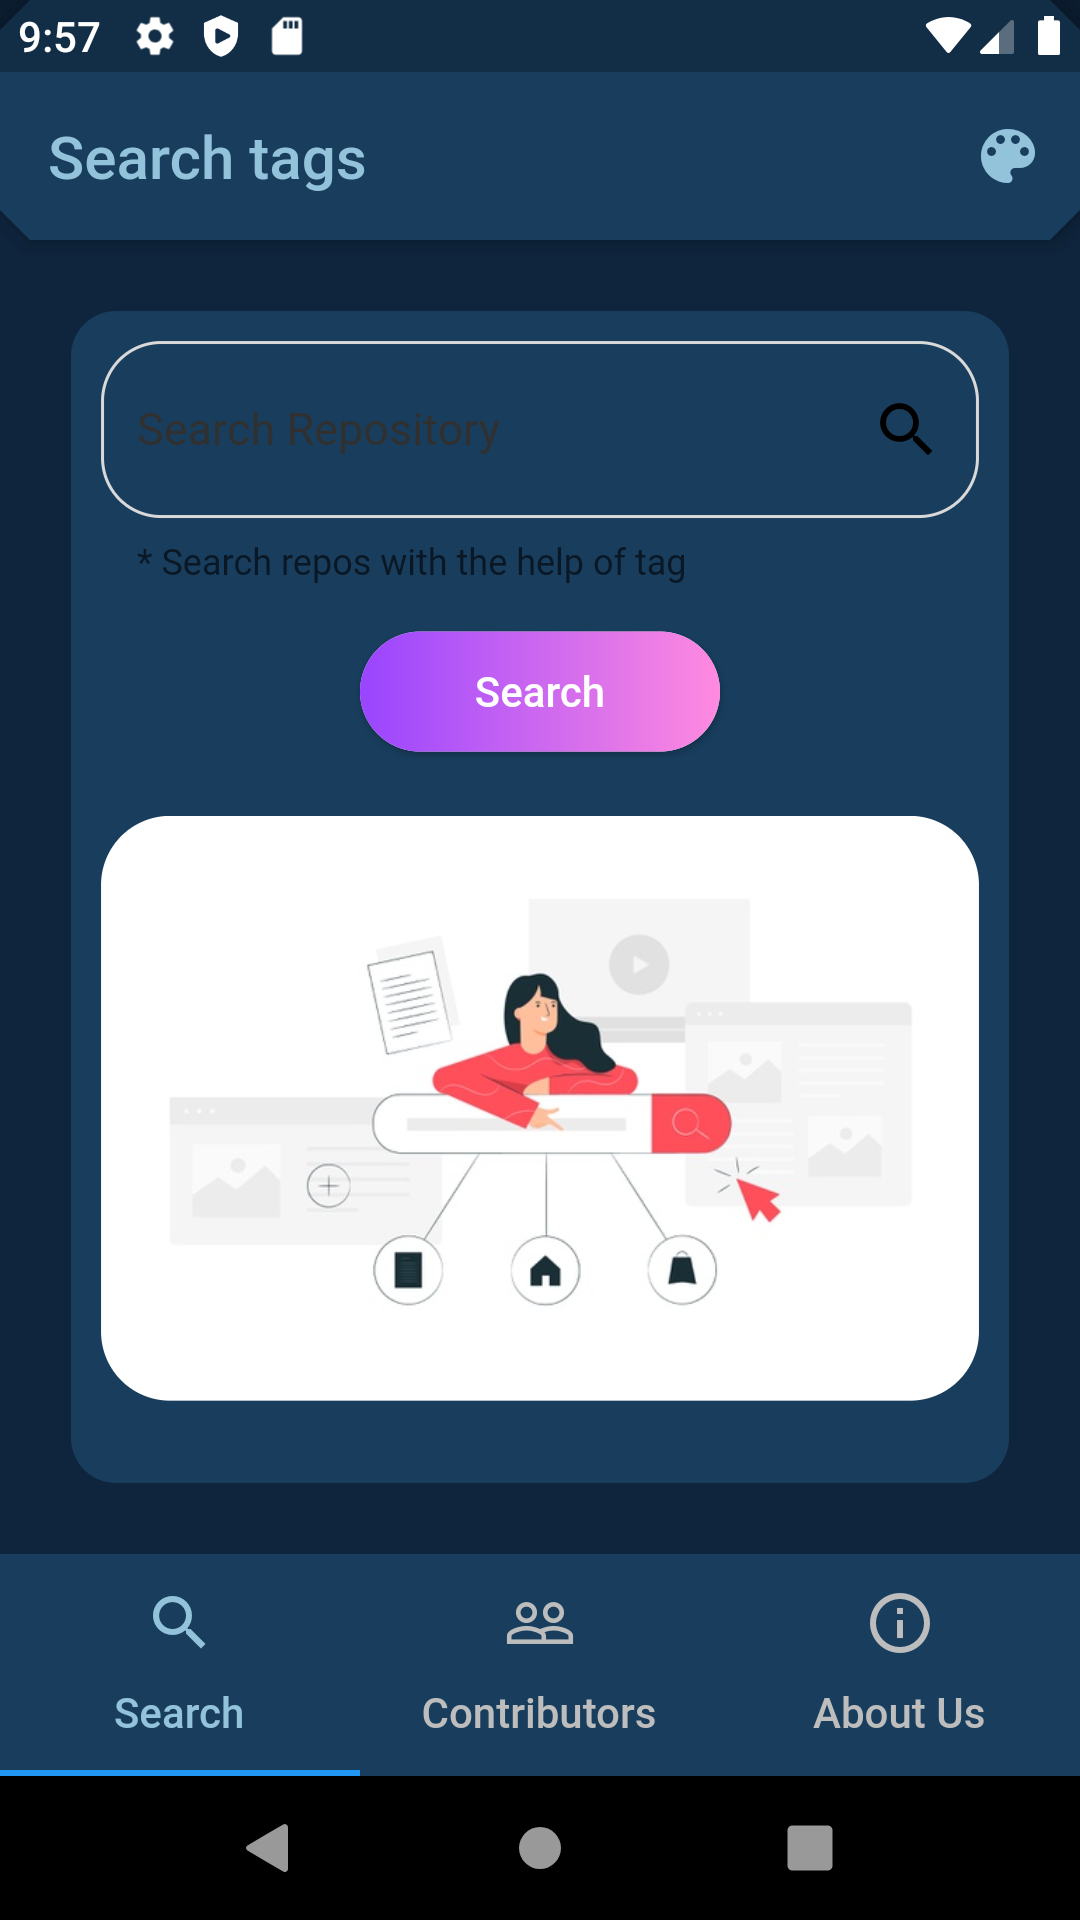 9:57
Search tags
Search Repository
* Search repos with the help of tag
Search
Search
Contributors
About Us